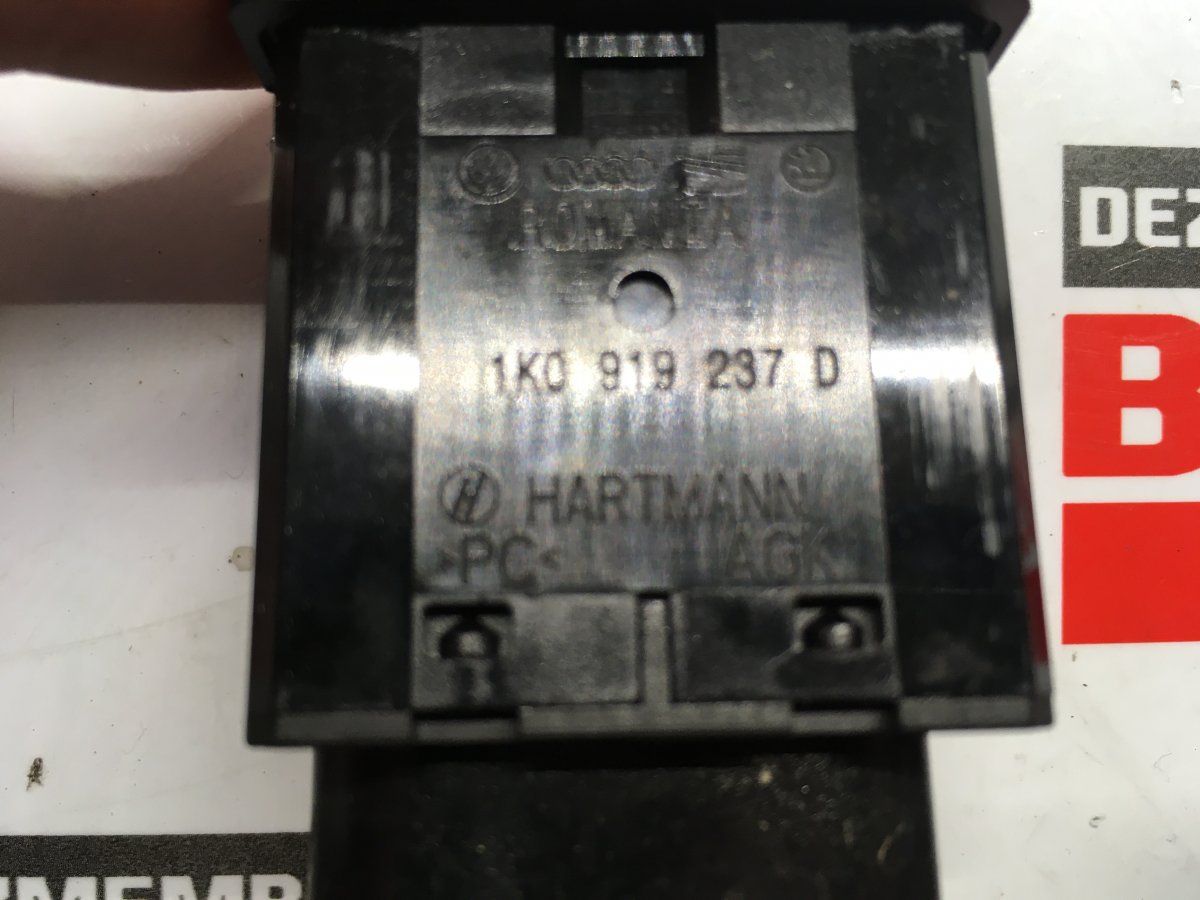 ROMANIA
1K0 919 237 D
HARTMANN
>PC< AGK
DEZ
B